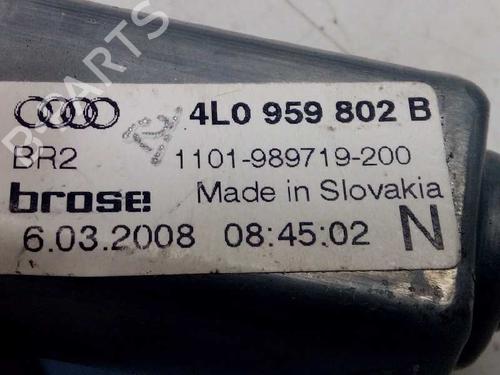 4L0 959 802 B
BR2 1101-989719-200
brose Made in Slovakia
6.03.2008 08:45:02 N